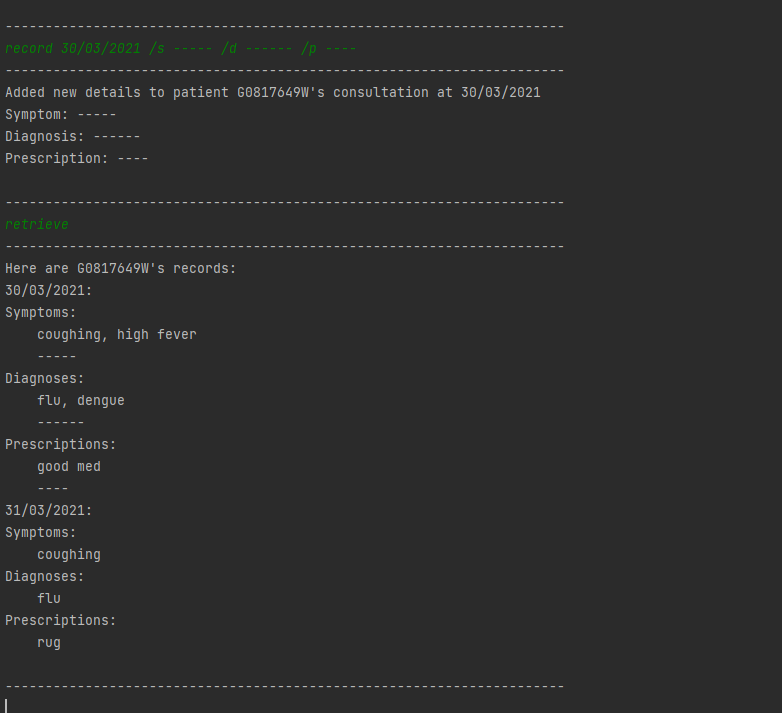 ----------------------------------------------------------------------
record 30/03/2021 /s ----- /d ------ /p ----
----------------------------------------------------------------------
Added new details to patient G0817649W's consultation at 30/03/2021
Symptom: -----
Diagnosis: ------
Prescription: ----
----------------------------------------------------------------------
retrieve
----------------------------------------------------------------------
Here are G0817649W's records:
30/03/2021:
Symptoms:
    coughing, high fever
    -----
Diagnoses:
    flu, dengue
    ------
Prescriptions:
    good med
    ----
31/03/2021:
Symptoms:
    coughing
Diagnoses:
    flu
Prescriptions:
    rug
----------------------------------------------------------------------